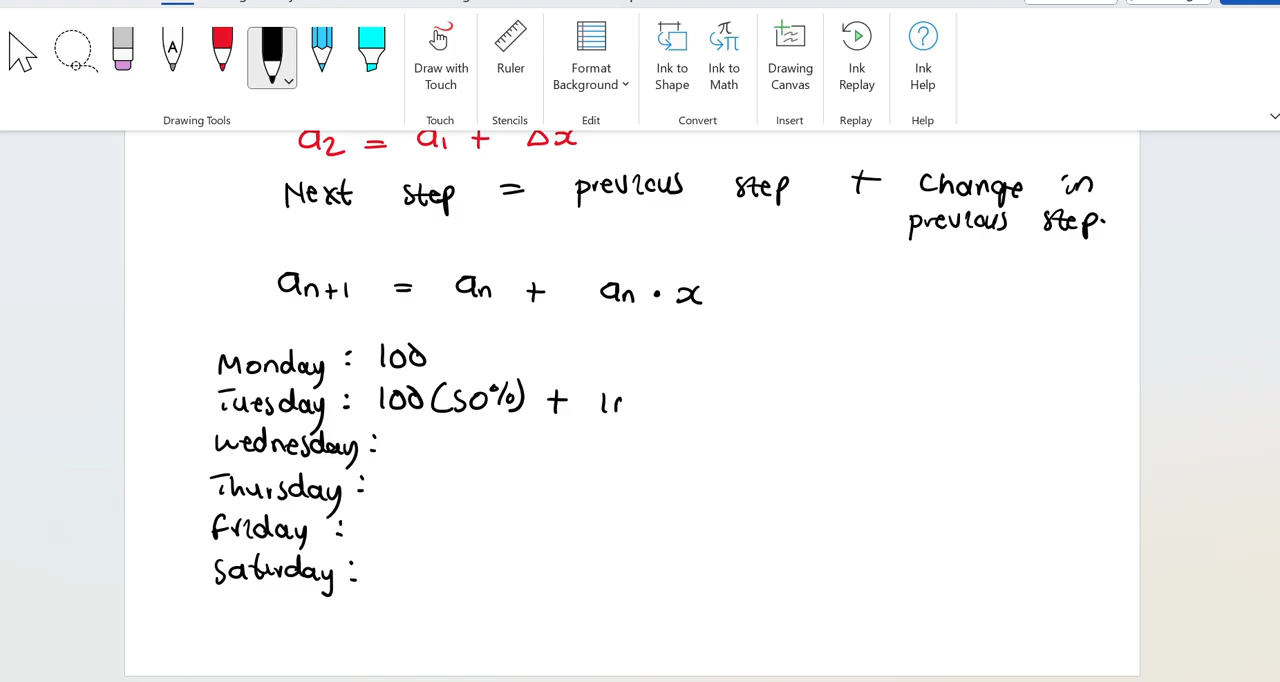 Draw with Touch
Ruler
Format Background
Ink to Shape
Ink to Math
Drawing Canvas
Ink Replay
Ink Help
Drawing Tools
Touch
Stencils
Edit
Convert
Insert
Replay
Help
a₂ = a₁ + Δx
Next step = previous step + Change in
previous step.
aₙ₊₁ = aₙ + aₙ · x
Monday : 100
Tuesday : 100 (50%) + 1
wednesday :
Thursday :
friday :
saturday :